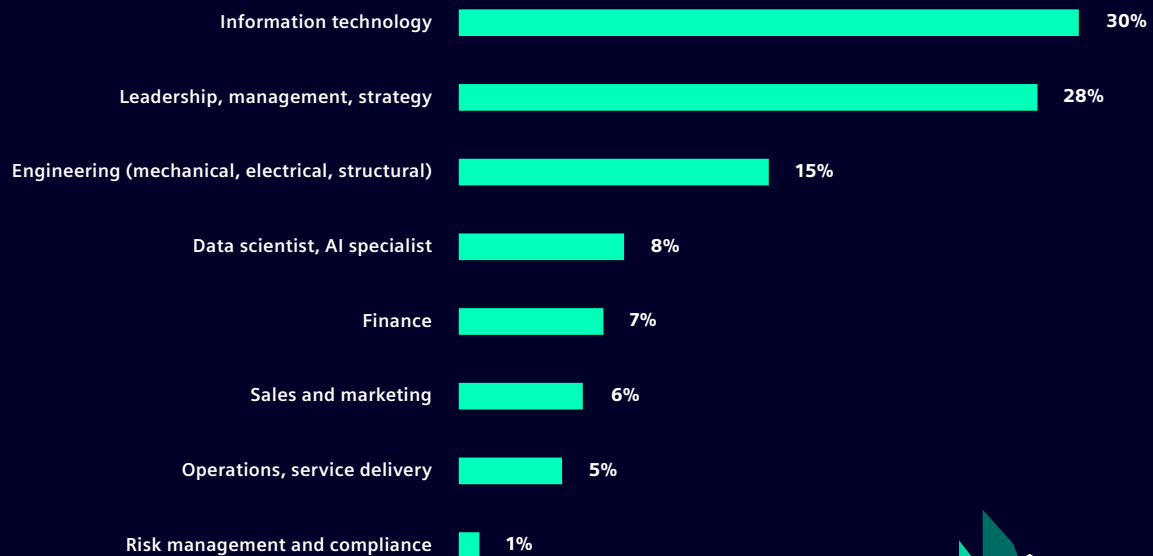 Information technology 30%
Leadership, management, strategy 28%
Engineering (mechanical, electrical, structural) 15%
Data scientist, AI specialist 8%
Finance 7%
Sales and marketing 6%
Operations, service delivery 5%
Risk management and compliance 1%